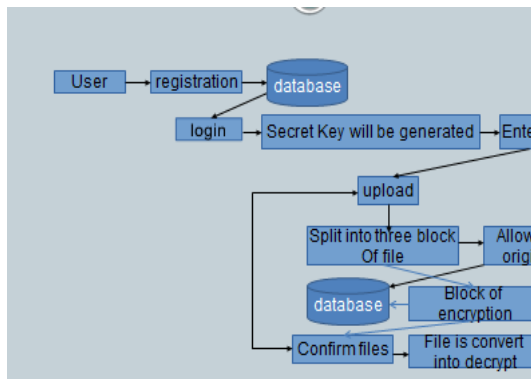 User
registration
database
login
Secret Key will be generated
Ente
upload
Split into three block
Of file
Allow
orig
database
Block of
encryption
Confirm files
File is convert
into decrypt